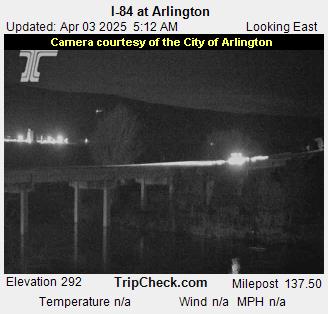 I-84 at Arlington
Updated: Apr 03 2025 5:12 AM Looking East
Camera courtesy of the City of Arlington
Elevation 292 TripCheck.com Milepost 137.50
Temperature n/a Wind n/a MPH n/a